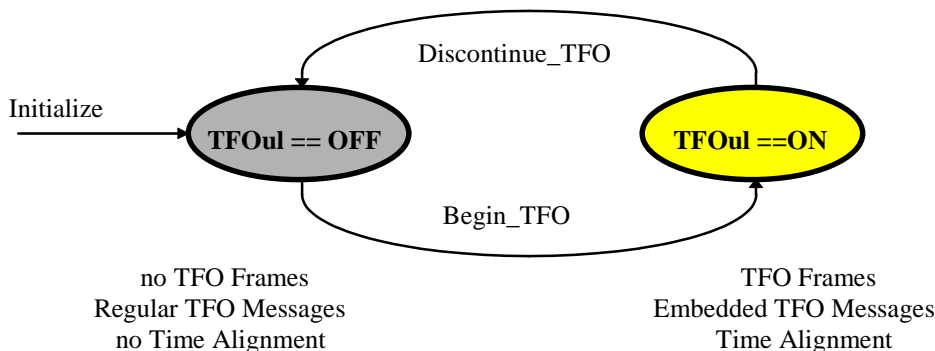 Discontinue_TFO
Initialize
TFOul == OFF
TFOul ==ON
Begin_TFO
no TFO Frames
Regular TFO Messages
no Time Alignment
TFO Frames
Embedded TFO Messages
Time Alignment